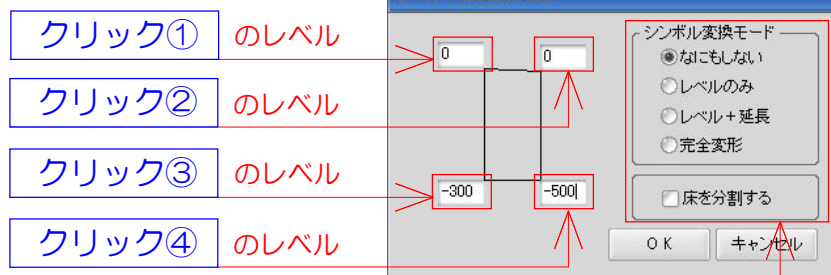 クリック① のレベル
クリック② のレベル
クリック③ のレベル
クリック④ のレベル
0
0
-300
-500
シンボル変換モード
なにもしない
レベルのみ
レベル+延長
完全変形
床を分割する
OK
キャンセル